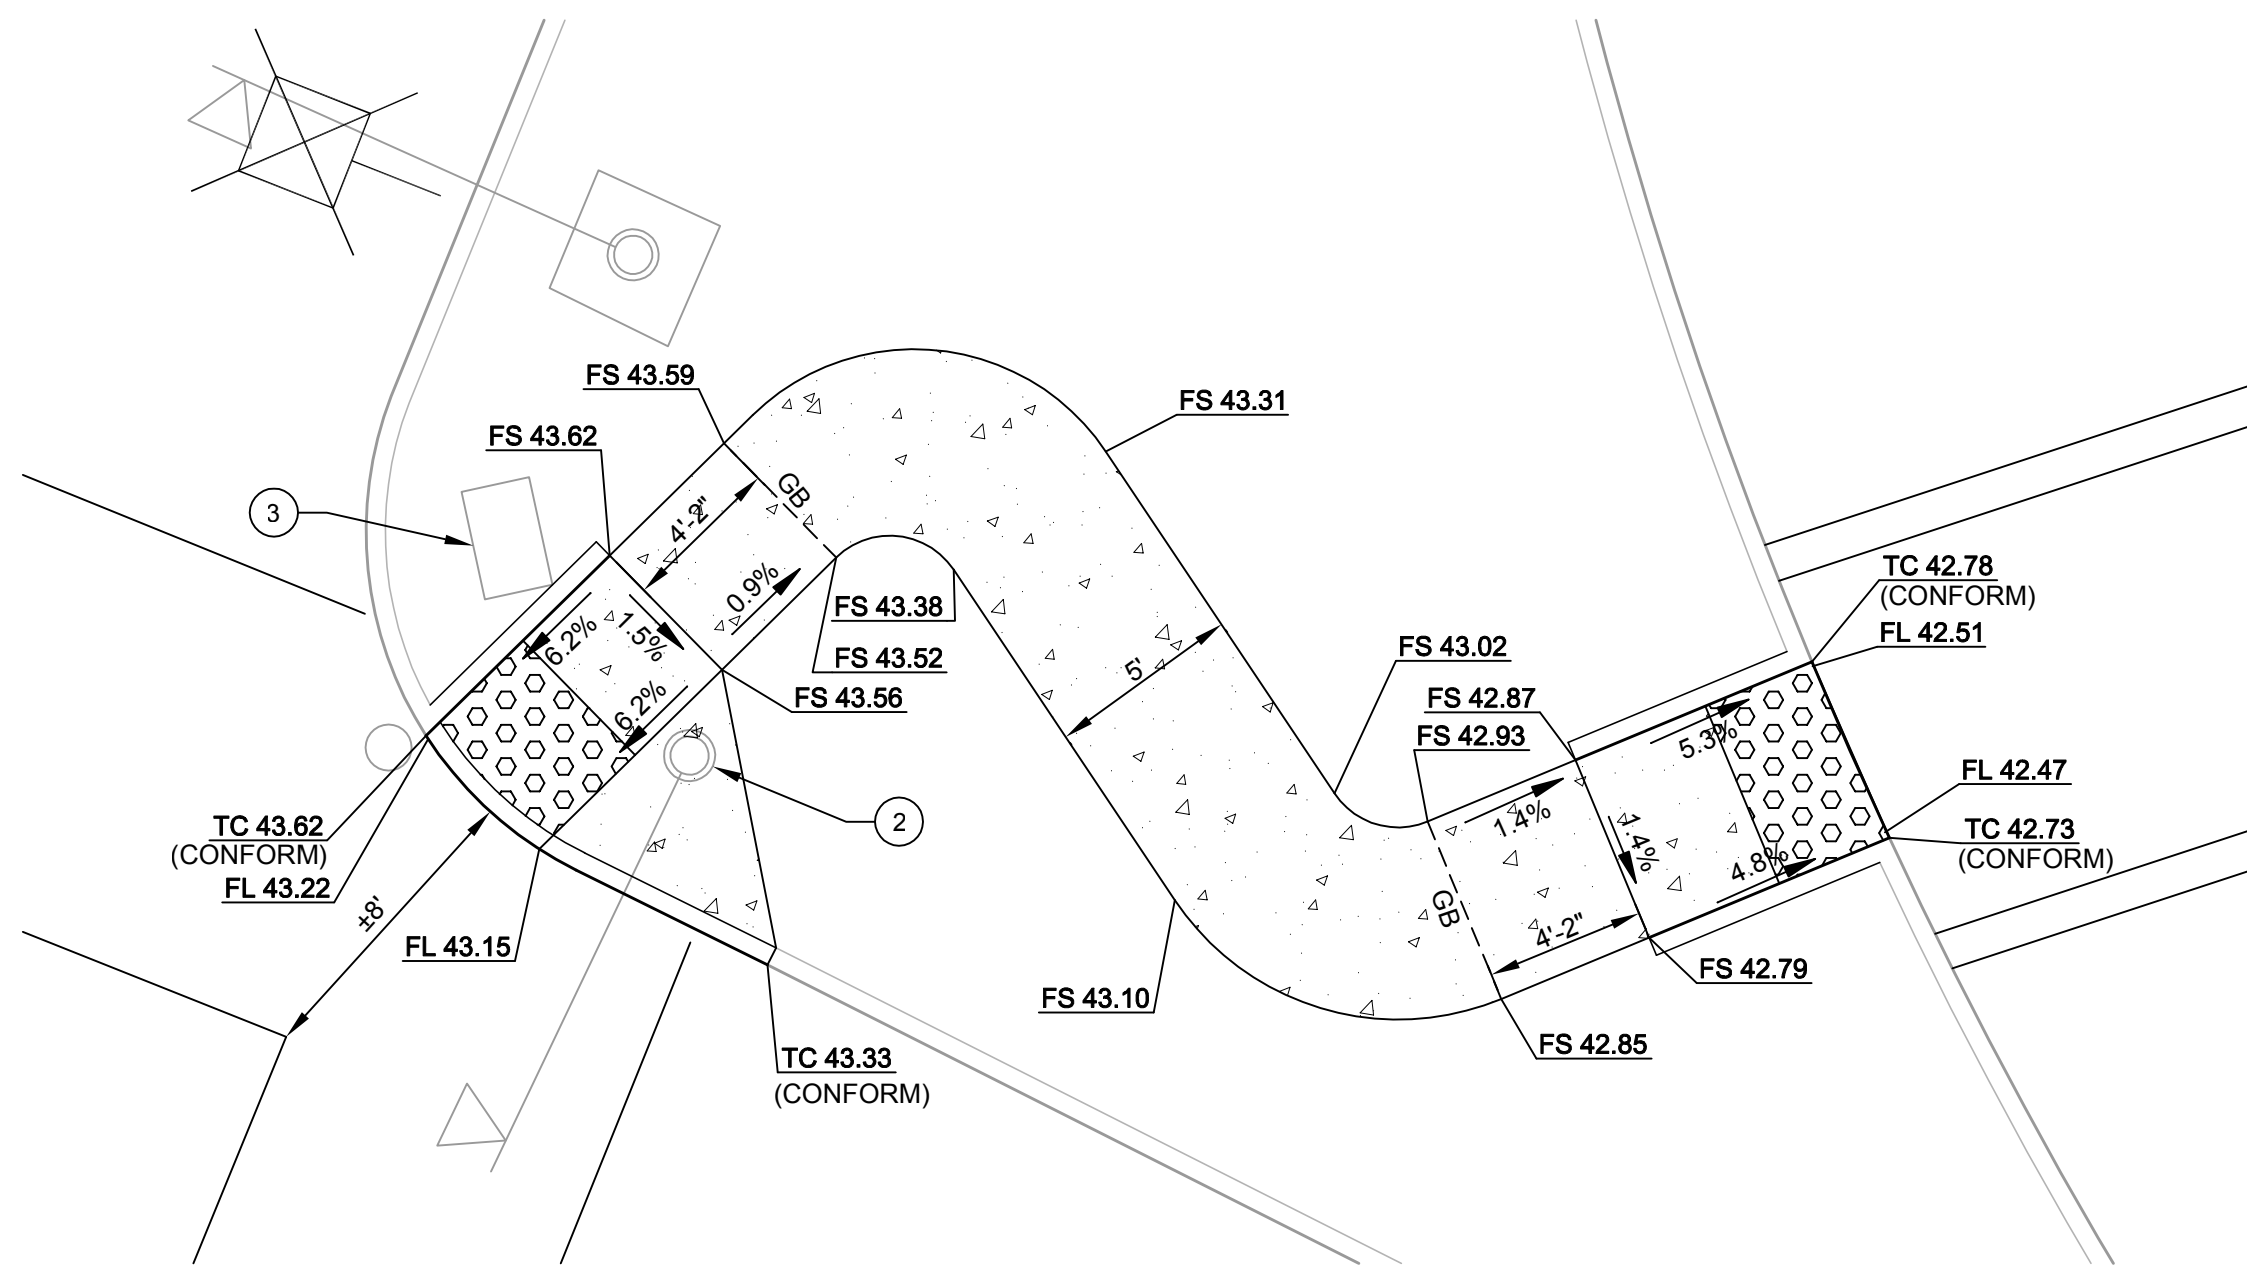 FS 43.59
FS 43.31
FS 43.62
GB
4'-2"
3
0.9%
TC 42.78
(CONFORM)
FS 43.38
FL 42.51
6.2%
1.5%
FS 43.02
FS 43.52
5'
FS 42.87
FS 43.56
6.2%
FS 42.93
5.3%
FL 42.47
TC 43.62
(CONFORM)
2
1.4%
1.4%
TC 42.73
(CONFORM)
4.8%
FL 43.22
±8'
GB
4'-2"
FL 43.15
FS 42.79
FS 43.10
FS 42.85
TC 43.33
(CONFORM)